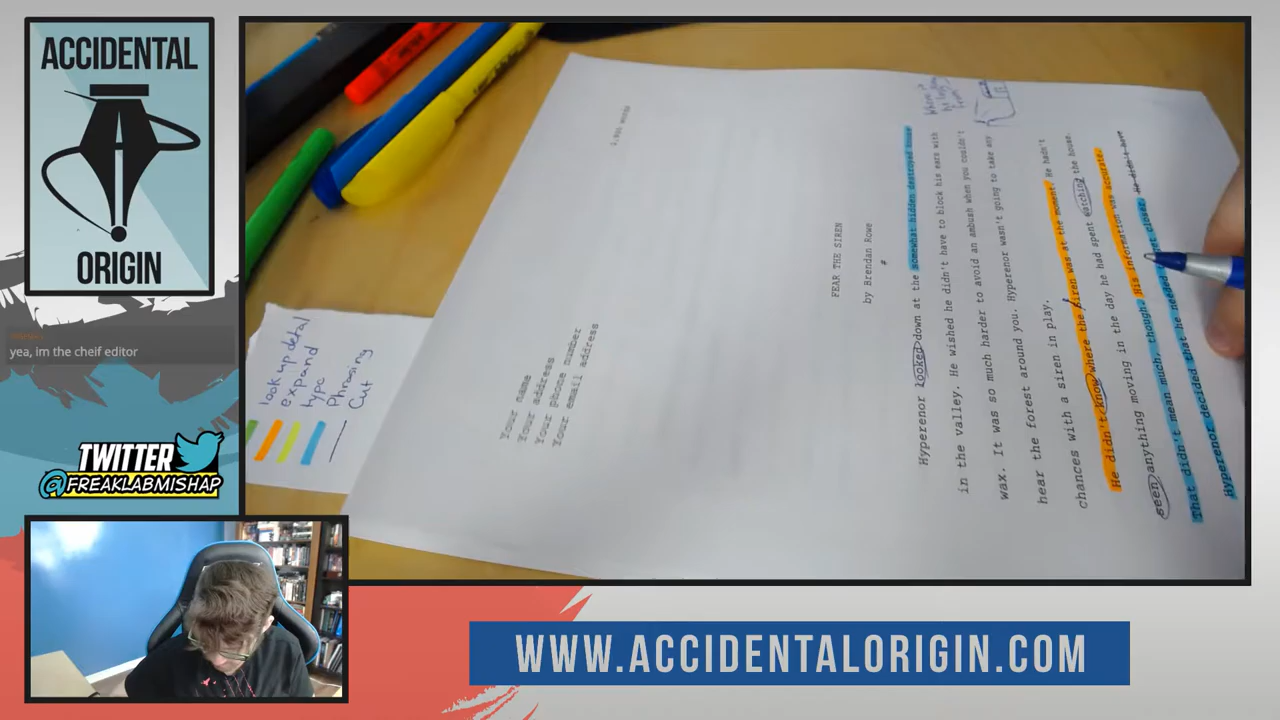 ACCIDENTAL
ORIGIN
yea, im the cheif editor
TWITTER
@FREAKLABMISHAP
look up detail
expand
type
Phrasing
Cut
Your name
Your address
Your phone number
Your email address
words
FEAR THE SIREN
by Brendan Rowe
#
Hyperenor looked down at the somewhat hidden destroyed house
in the valley. He wished he didn't have to block his ears with
wax. It was so much harder to avoid an ambush when you couldn't
hear the forest around you. Hyperenor wasn't going to take any
chances with a siren in play.
He didn't know where the siren was at the moment. He hadn't
seen anything moving in the day he had spent watching the house.
That didn't mean much, though. His information was accurate.
Hyperenor decided that he needed closer. He didn't have
WWW.ACCIDENTALORIGIN.COM